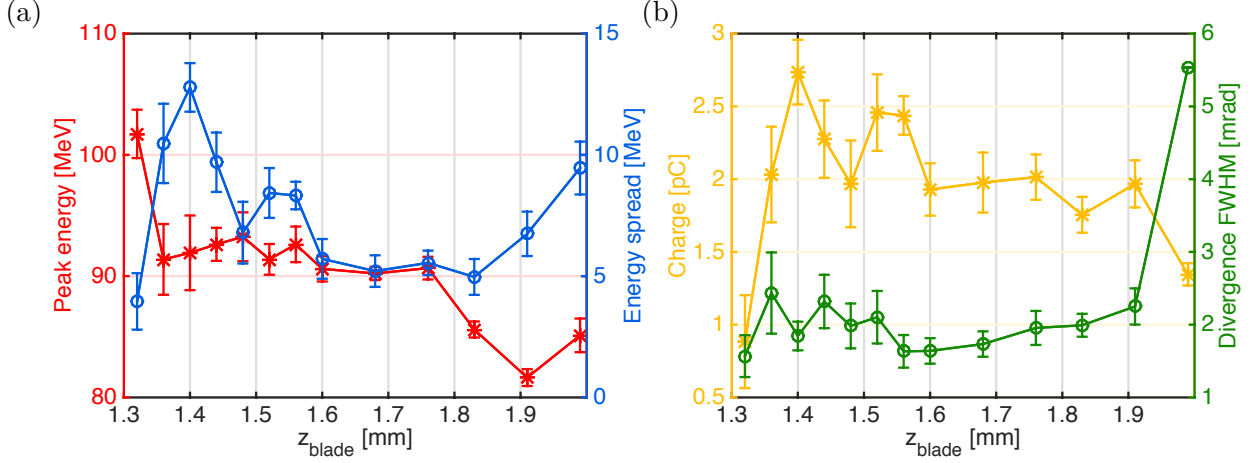 (a)
110
100
90
80
Peak energy [MeV]
15
10
5
0
Energy spread [MeV]
1.3 1.4 1.5 1.6 1.7 1.8 1.9
z_blade [mm]
(b)
3
2.5
2
1.5
1
0.5
Charge [pC]
6
5
4
3
2
1
Divergence FWHM [mrad]
1.3 1.4 1.5 1.6 1.7 1.8 1.9
z_blade [mm]